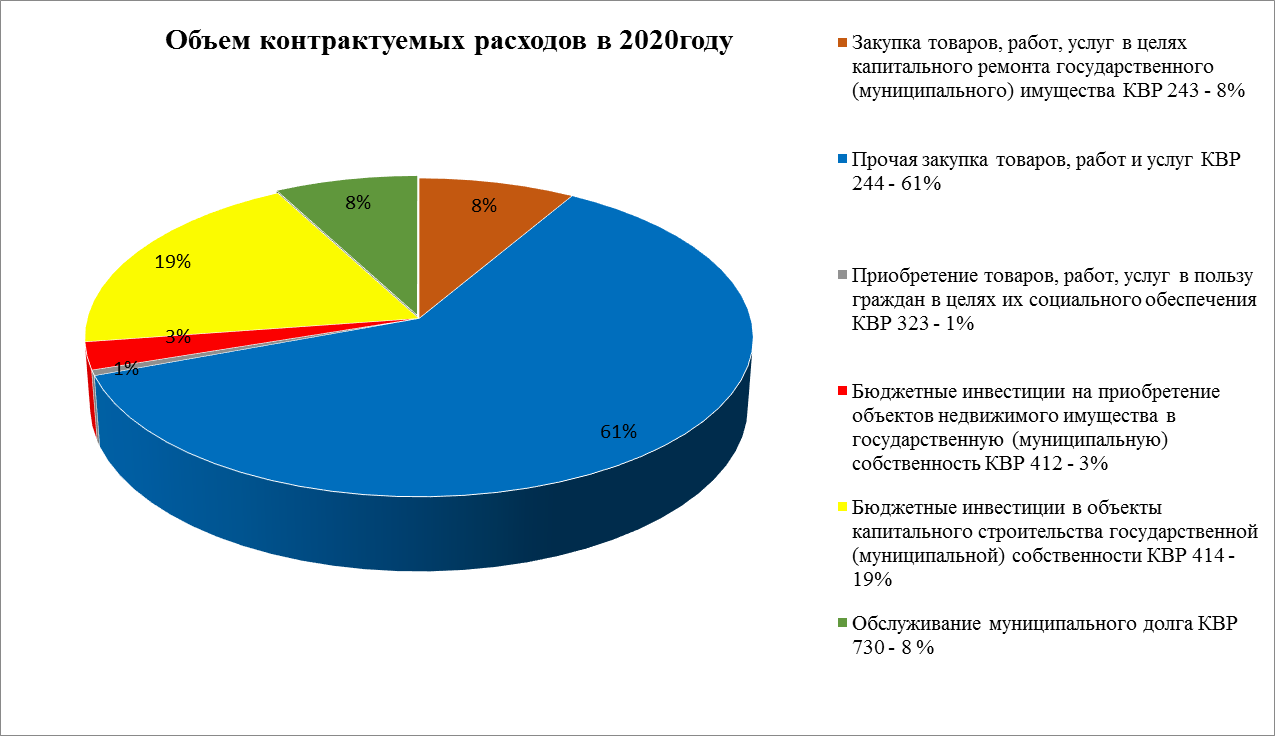 Объем контрактуемых расходов в 2020году
8%
8%
19%
3%
1%
61%
Закупка товаров, работ, услуг в целях
капитального ремонта государственного
(муниципального) имущества КВР 243 - 8%
Прочая закупка товаров, работ и услуг КВР
244 - 61%
Приобретение товаров, работ, услуг в пользу
граждан в целях их социального обеспечения
КВР 323 - 1%
Бюджетные инвестиции на приобретение
объектов недвижимого имущества в
государственную (муниципальную)
собственность КВР 412 - 3%
Бюджетные инвестиции в объекты
капитального строительства государственной
(муниципальной) собственности КВР 414 -
19%
Обслуживание муниципального долга КВР
730 - 8 %